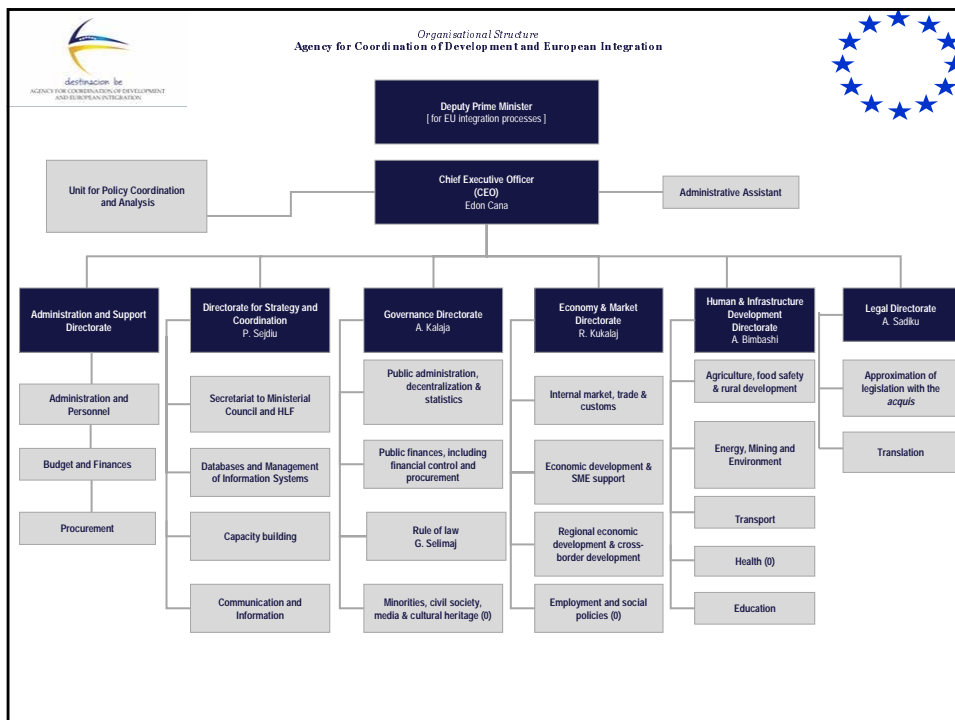 Organisational Structure
Agency for Coordination of Development and European Integration
destinacion be
AGENCY FOR COORDINATION OF DEVELOPMENT
AND EUROPEAN INTEGRATION
Deputy Prime Minister
[ for EU integration processes ]
Unit for Policy Coordination
and Analysis
Chief Executive Officer
(CEO)
Edon Cana
Administrative Assistant
Administration and Support
Directorate
Administration and
Personnel
Budget and Finances
Procurement
Directorate for Strategy and
Coordination
P. Sejdiu
Secretariat to Ministerial
Council and HLF
Databases and Management
of Information Systems
Capacity building
Communication and
Information
Governance Directorate
A. Kalaja
Public administration,
decentralization &
statistics
Public finances, including
financial control and
procurement
Rule of law
G. Selimaj
Minorities, civil society,
media & cultural heritage (0)
Economy & Market
Directorate
R. Kukalaj
Internal market, trade &
customs
Economic development &
SME support
Regional economic
development & cross-
border development
Employment and social
policies (0)
Human & Infrastructure
Development
Directorate
A. Bimbashi
Agriculture, food safety
& rural development
Energy, Mining and
Environment
Transport
Health (0)
Education
Legal Directorate
A. Sadiku
Approximation of
legislation with the
acquis
Translation